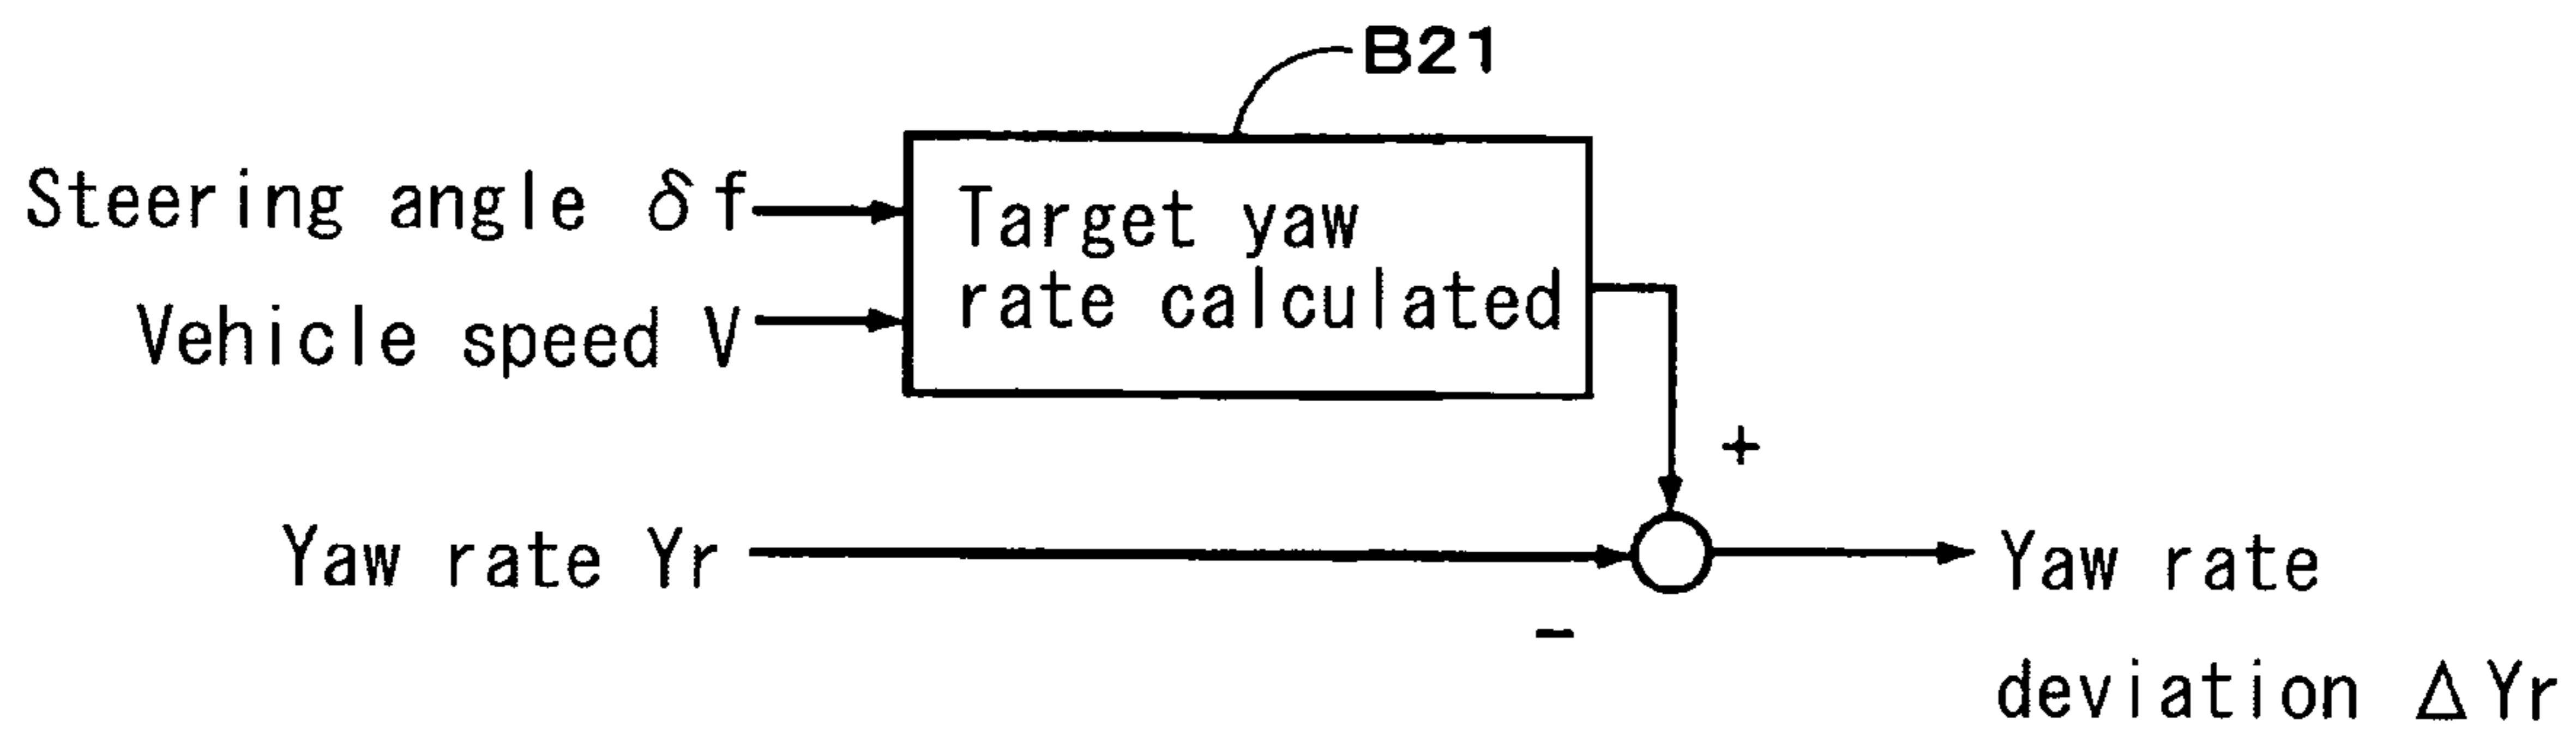 B21
Steering angle δf
Target yaw
rate calculated
Vehicle speed V
+
Yaw rate Yr
−
Yaw rate
deviation ΔYr